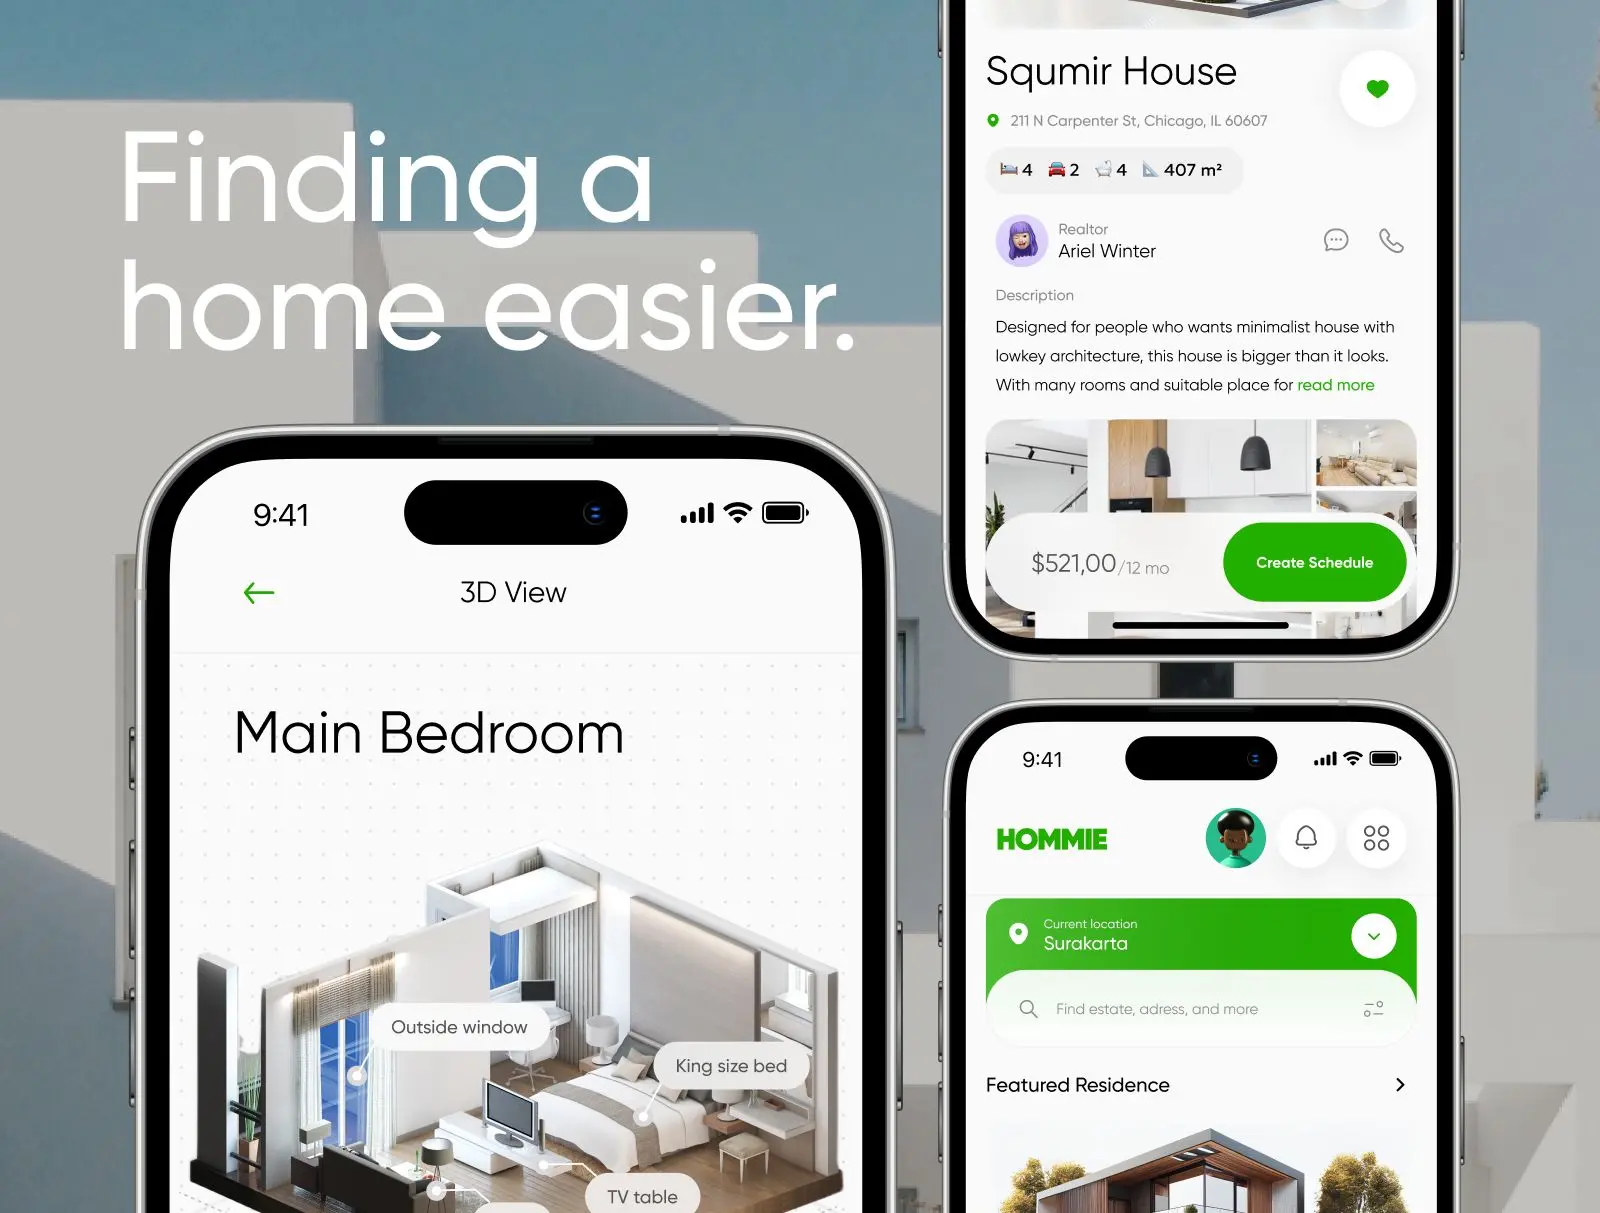 Finding a
home easier.
9:41
3D View
Main Bedroom
Outside window
King size bed
TV table
Squmir House
211 N Carpenter St, Chicago, IL 60607
4 2 4 407 m²
Realtor
Ariel Winter
Description
Designed for people who wants minimalist house with
lowkey architecture, this house is bigger than it looks.
With many rooms and suitable place for read more
$521,00/12 mo
Create Schedule
9:41
HOMMIE
Current location
Surakarta
Find estate, adress, and more
Featured Residence